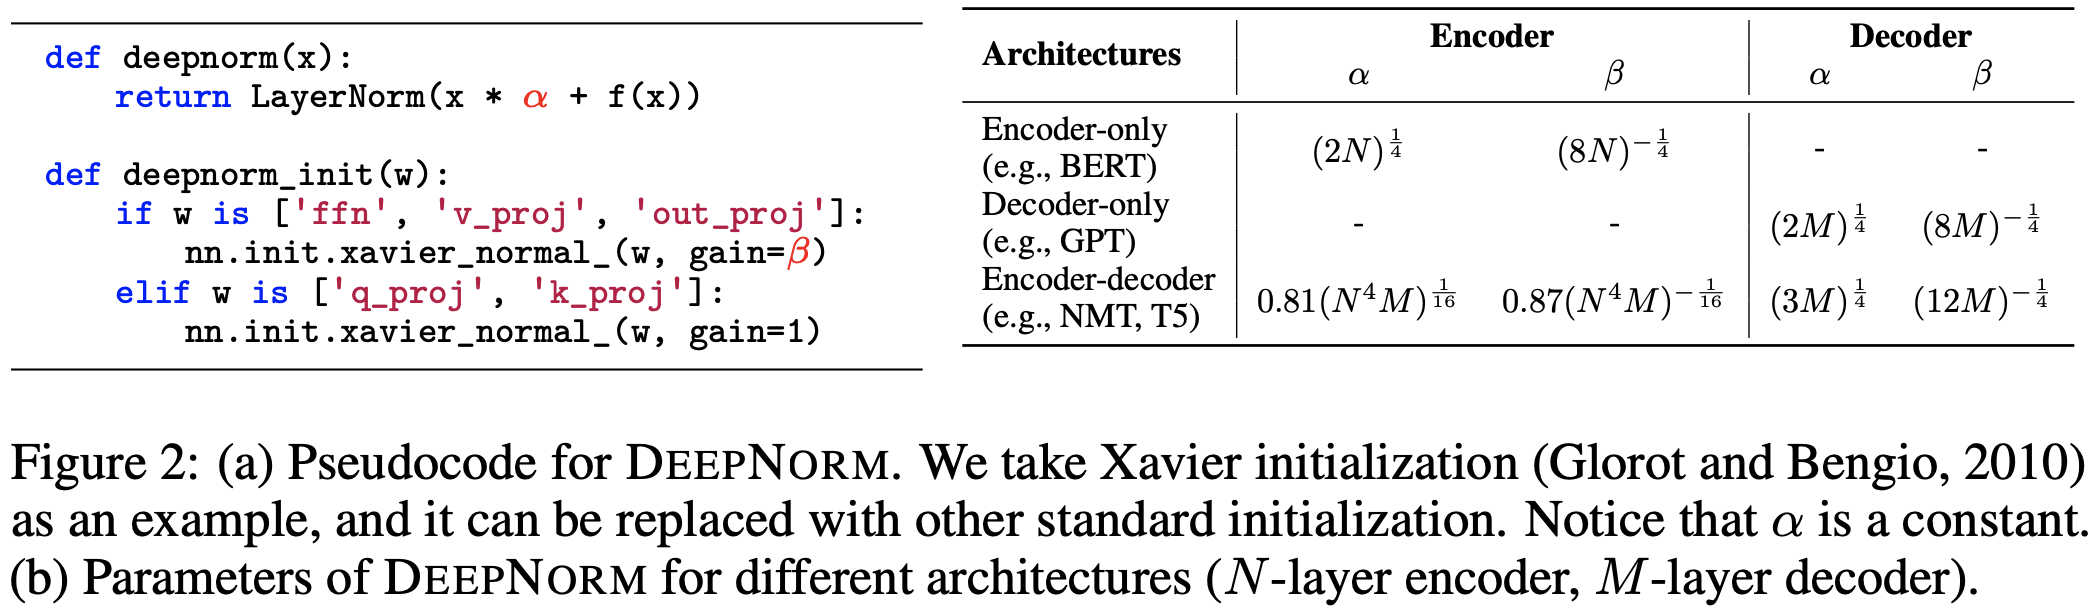 def deepnorm(x):
    return LayerNorm(x * α + f(x))
def deepnorm_init(w):
    if w is ['ffn', 'v_proj', 'out_proj']:
        nn.init.xavier_normal_(w, gain=β)
    elif w is ['q_proj', 'k_proj']:
        nn.init.xavier_normal_(w, gain=1)
Architectures Encoder Decoder
α β α β
Encoder-only
(e.g., BERT) (2N)^{1/4} (8N)^{-1/4} - -
Decoder-only
(e.g., GPT) - - (2M)^{1/4} (8M)^{-1/4}
Encoder-decoder
(e.g., NMT, T5) 0.81(N^4M)^{1/16} 0.87(N^4M)^{-1/16} (3M)^{1/4} (12M)^{-1/4}
Figure 2: (a) Pseudocode for DEEPNORM. We take Xavier initialization (Glorot and Bengio, 2010)
as an example, and it can be replaced with other standard initialization. Notice that α is a constant.
(b) Parameters of DEEPNORM for different architectures (N-layer encoder, M-layer decoder).